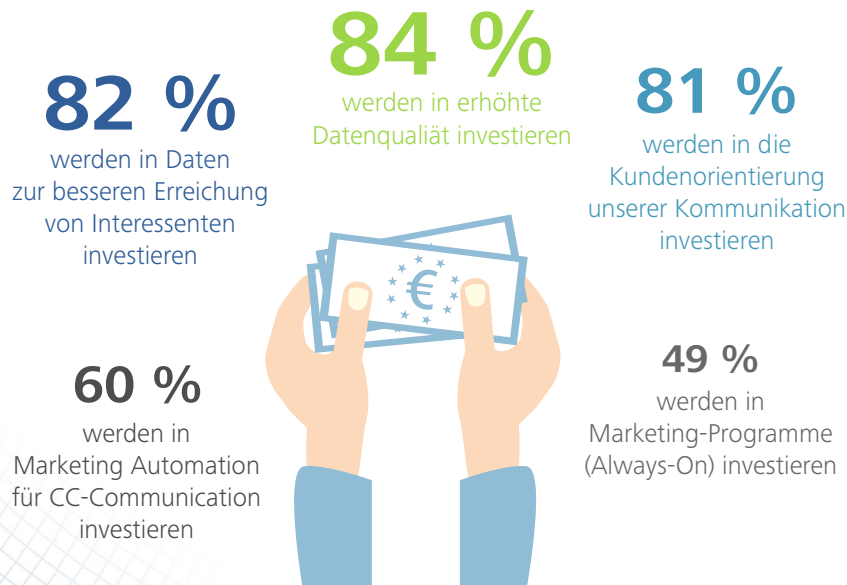 84 %
werden in erhöhte
Datenqualiät investieren
82 %
werden in Daten
zur besseren Erreichung
von Interessenten
investieren
81 %
werden in die
Kundenorientierung
unserer Kommunikation
investieren
€
60 %
werden in
Marketing Automation
für CC-Communication
investieren
49 %
werden in
Marketing-Programme
(Always-On) investieren